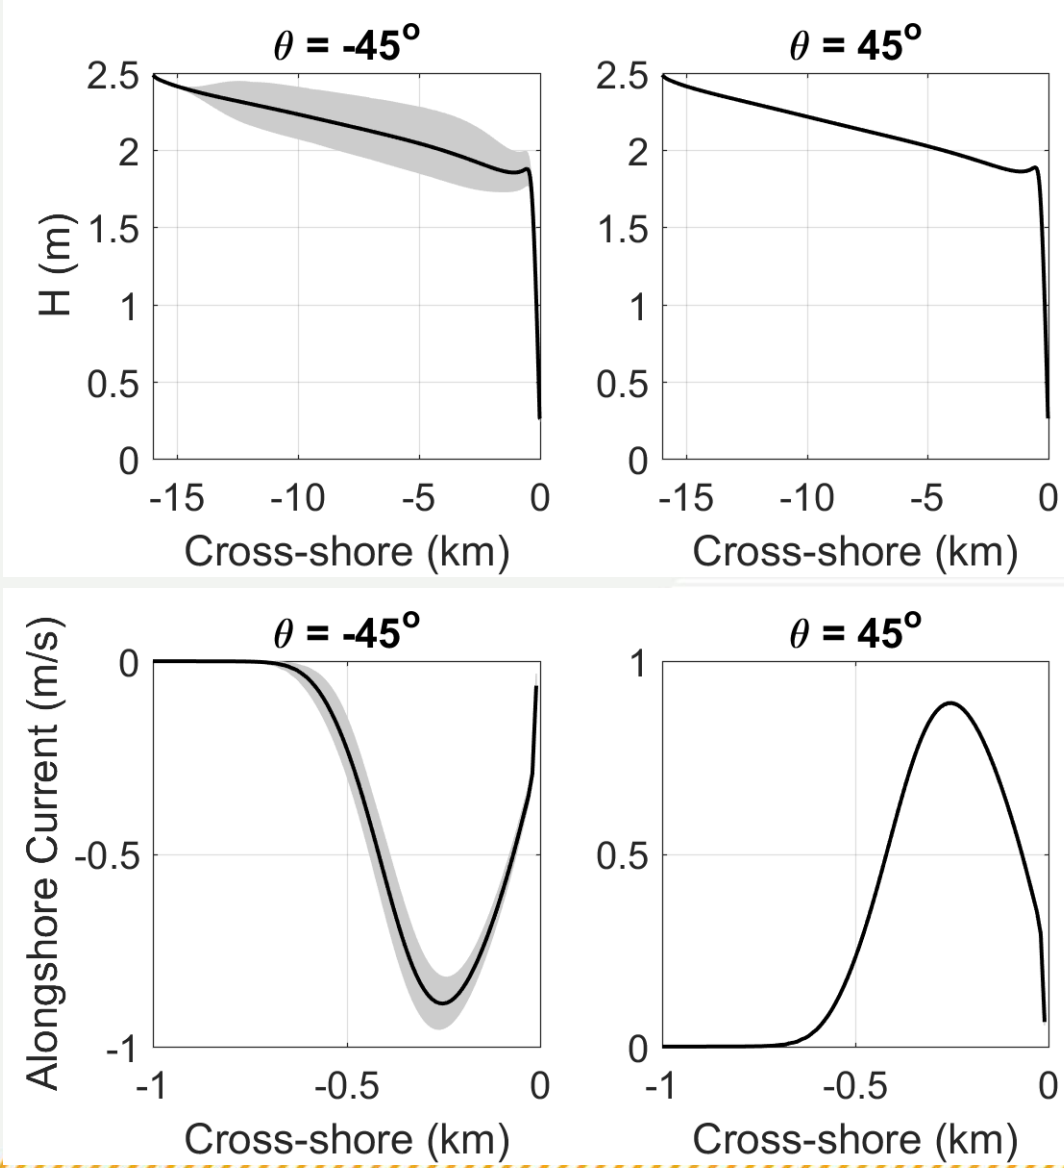 θ = -45°
θ = 45°
H (m)
2.5
2
1.5
1
0.5
0
-15 -10 -5 0
Cross-shore (km)
2.5
2
1.5
1
0.5
0
-15 -10 -5 0
Cross-shore (km)
θ = -45°
θ = 45°
Alongshore Current (m/s)
0
-0.5
-1
-1 -0.5 0
Cross-shore (km)
1
0.5
0
-1 -0.5 0
Cross-shore (km)